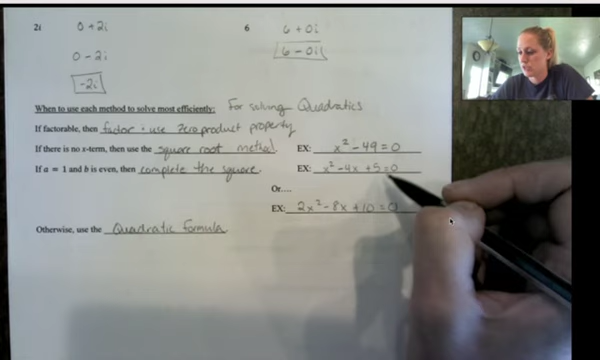 2i 0 + 2i 6 6 + 0i
0 - 2i 6 - 0i
-2i
When to use each method to solve most efficiently: For solving Quadratics
If factorable, then factor & use zero product property
If there is no x-term, then use the square root method. EX: x² - 49 = 0
If a = 1 and b is even, then complete the square. EX: x² - 4x + 5 = 0
Or....
EX: 2x² - 8x + 10 = 0
Otherwise, use the Quadratic Formula